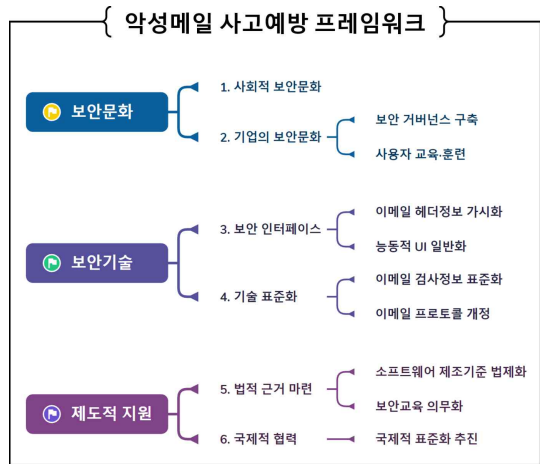 악성메일 사고예방 프레임워크
보안문화
1. 사회적 보안문화
2. 기업의 보안문화
보안 거버넌스 구축
사용자 교육·훈련
보안기술
3. 보안 인터페이스
이메일 헤더정보 가시화
능동적 UI 일반화
4. 기술 표준화
이메일 검사정보 표준화
이메일 프로토콜 개정
제도적 지원
5. 법적 근거 마련
소프트웨어 제조기준 법제화
보안교육 의무화
6. 국제적 협력
국제적 표준화 추진